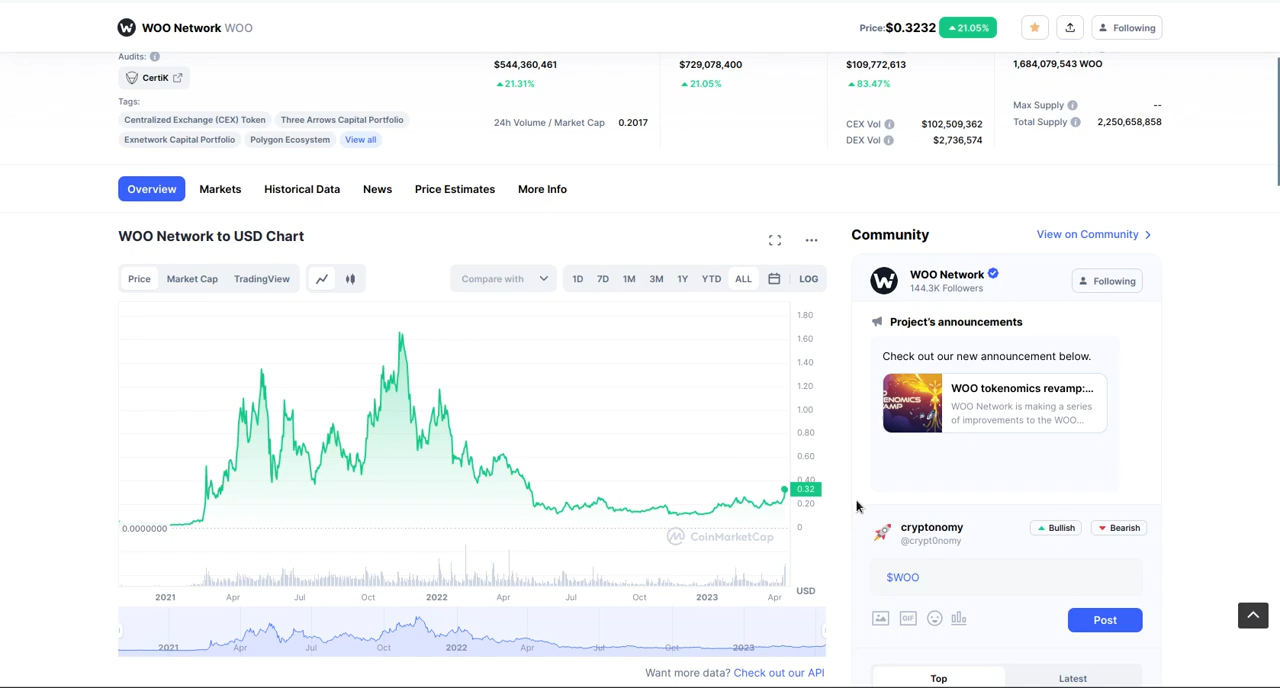 WOO Network WOO
Price:$0.3232 21.05%
Following
Audits:
CertiK
Tags:
Centralized Exchange (CEX) Token Three Arrows Capital Portfolio
Exnetwork Capital Portfolio Polygon Ecosystem View all
$544,360,461
21.31%
24h Volume / Market Cap 0.2017
$729,078,400
21.05%
$109,772,613
83.47%
CEX Vol $102,509,362
DEX Vol $2,736,574
1,684,079,543 WOO
Max Supply --
Total Supply 2,250,658,858
Overview Markets Historical Data News Price Estimates More Info
WOO Network to USD Chart
Price Market Cap TradingView
Compare with
1D 7D 1M 3M 1Y YTD ALL LOG
1.80
1.60
1.40
1.20
1.00
0.80
0.60
0.40
0.32
0.20
0
0.0000000
CoinMarketCap
2021 Apr Jul Oct 2022 Apr Jul Oct 2023 Apr USD
2021 Apr Jul Oct 2022 Apr Jul Oct 2023
Want more data? Check out our API
Community
View on Community
WOO Network
144.3K Followers
Following
Project's announcements
Check out our new announcement below.
ENOMICS
AMP
WOO tokenomics revamp:...
WOO Network is making a series
of improvements to the WOO...
cryptonomy
@crypt0nomy
Bullish
Bearish
$WOO
GIF
Post
Top Latest